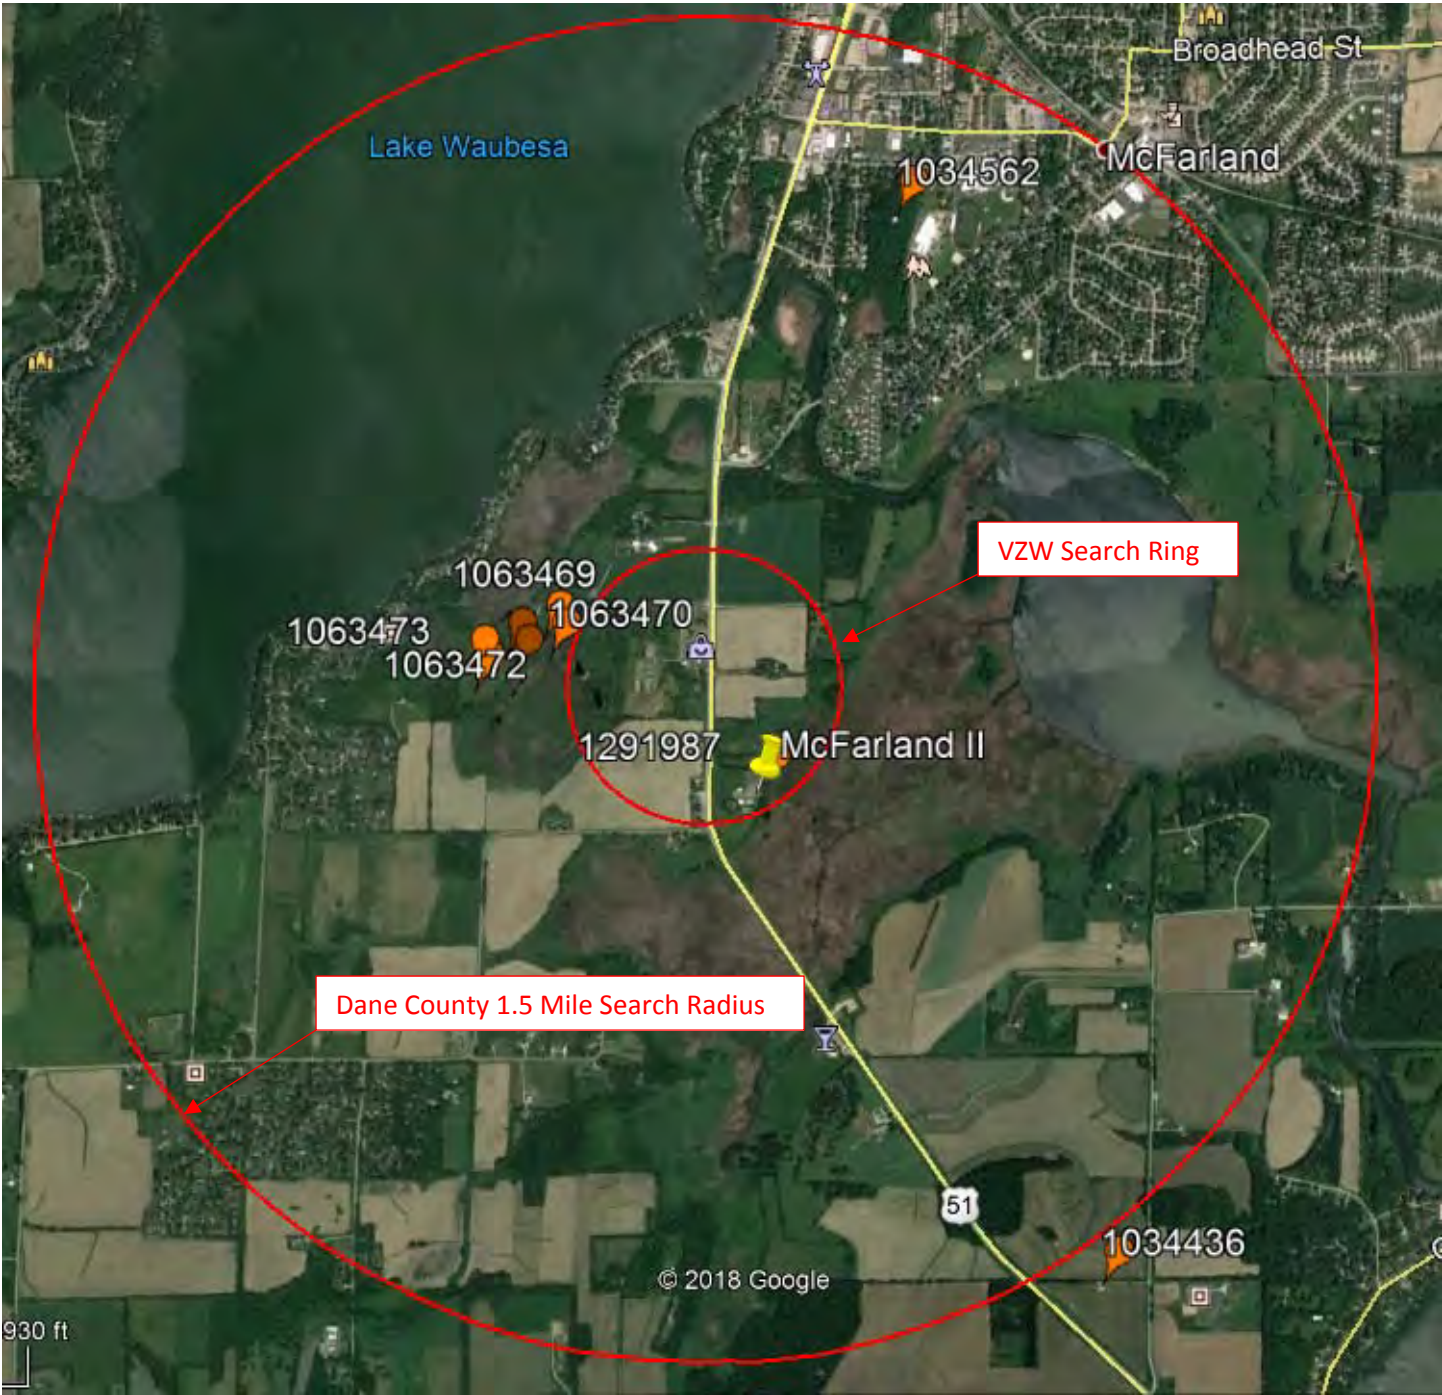 Broadhead St
Lake Waubesa
McFarland
1034562
VZW Search Ring
1063469
1063470
1063473
1063472
1291987
McFarland II
Dane County 1.5 Mile Search Radius
51
1034436
© 2018 Google
930 ft